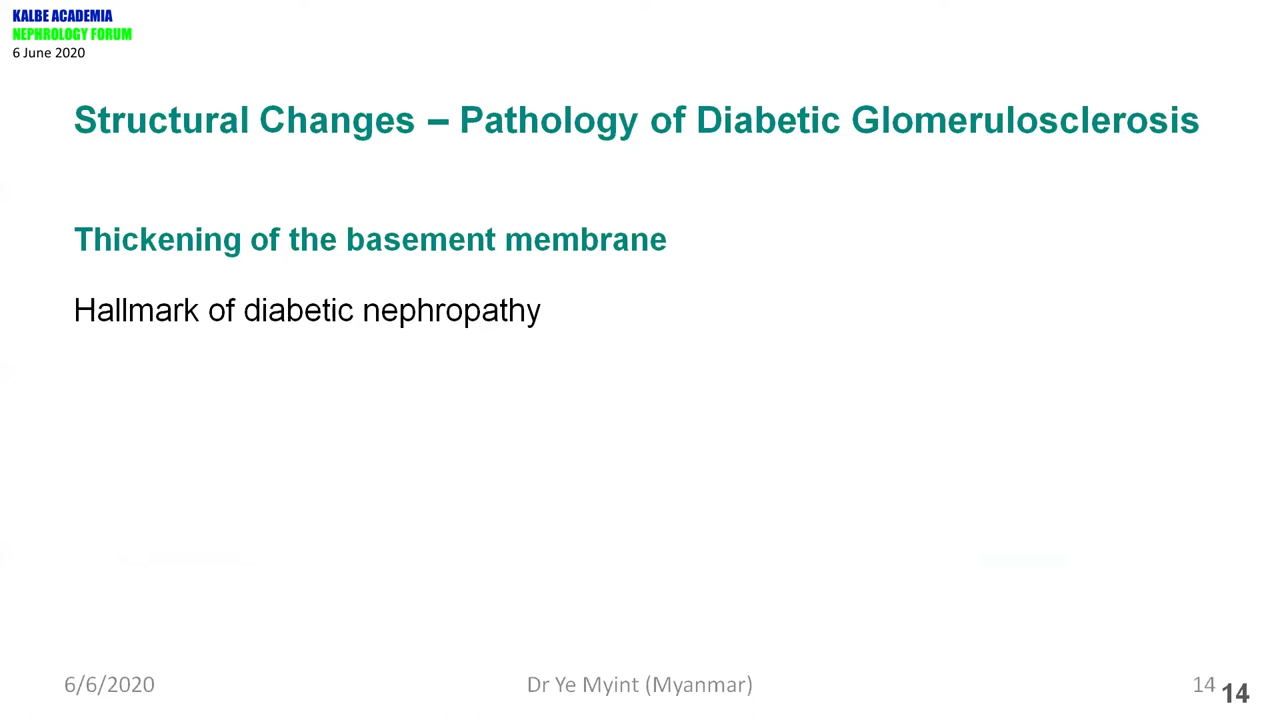 KALBE ACADEMIA
NEPHROLOGY FORUM
6 June 2020
Structural Changes – Pathology of Diabetic Glomerulosclerosis
Thickening of the basement membrane
Hallmark of diabetic nephropathy
6/6/2020
Dr Ye Myint (Myanmar)
14
14